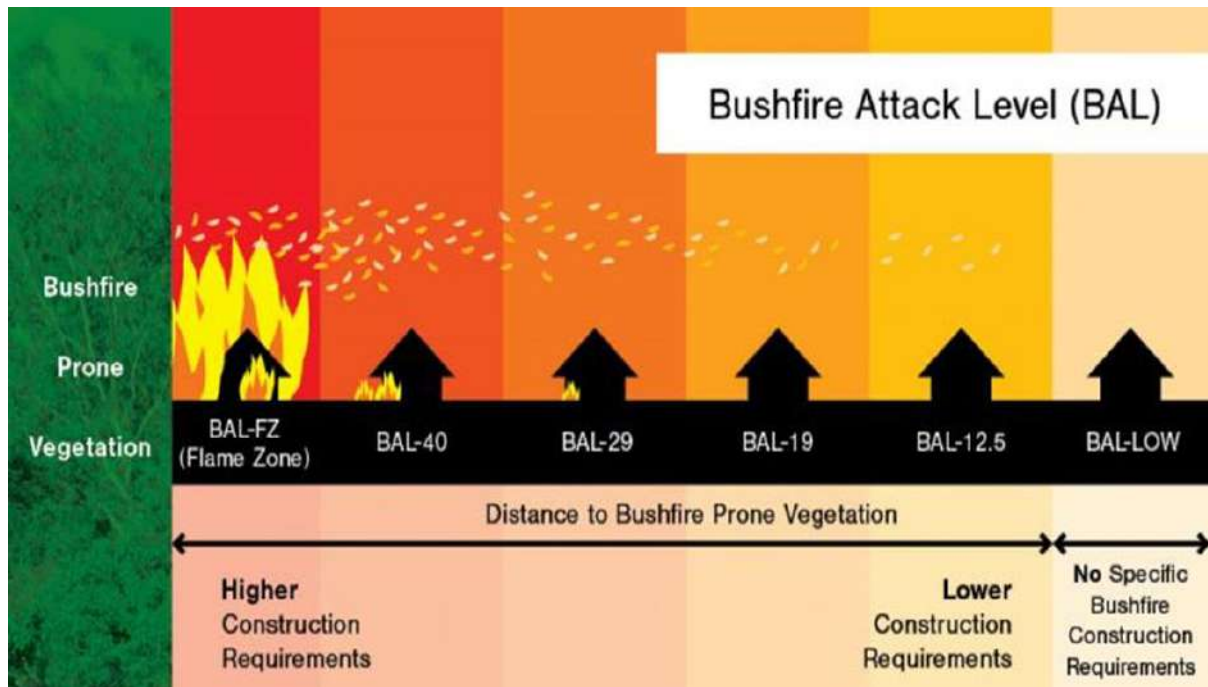 Bushfire Attack Level (BAL)
Bushfire
Prone
Vegetation
BAL-FZ
(Flame Zone)
BAL-40
BAL-29
BAL-19
BAL-12.5
BAL-LOW
Distance to Bushfire Prone Vegetation
Higher
Construction
Requirements
Lower
Construction
Requirements
No Specific
Bushfire
Construction
Requirements